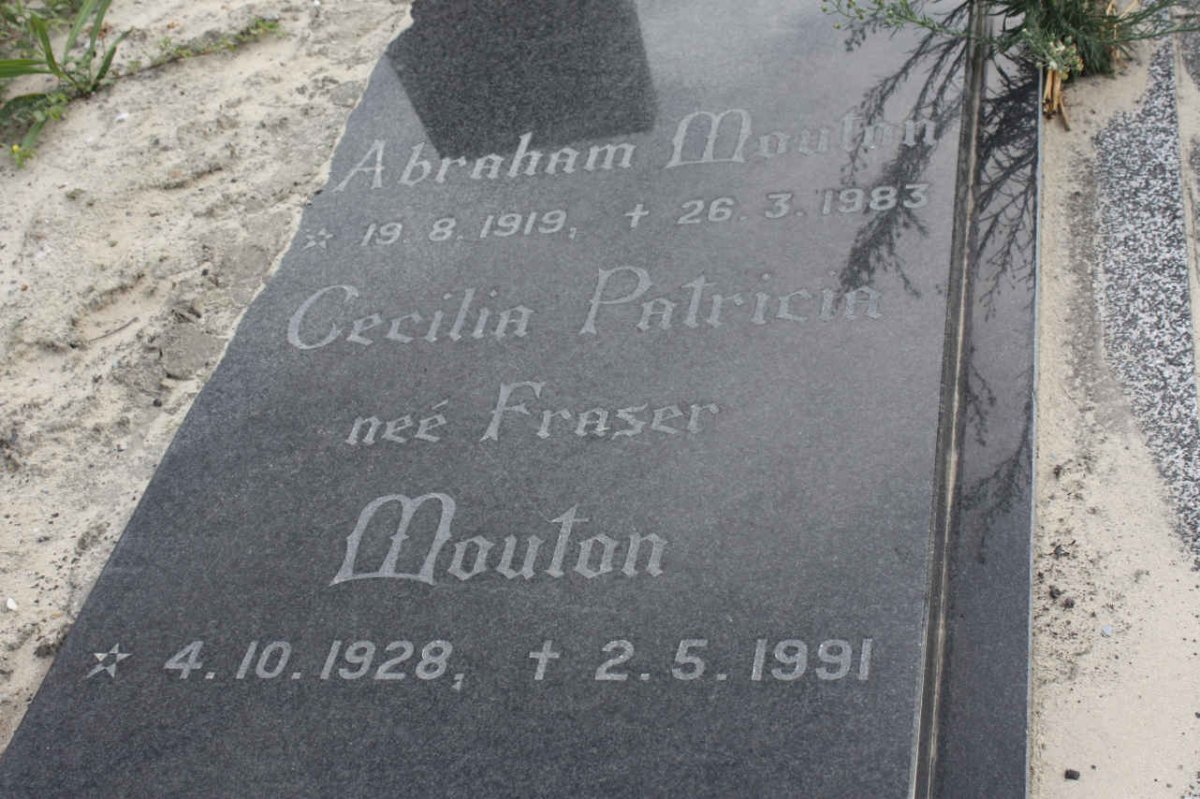 Abraham Mouton
☆ 19.8.1919, ✝ 26.3.1983
Cecilia Patricia
neé Fraser
Mouton
☆ 4.10.1928, ✝ 2.5.1991